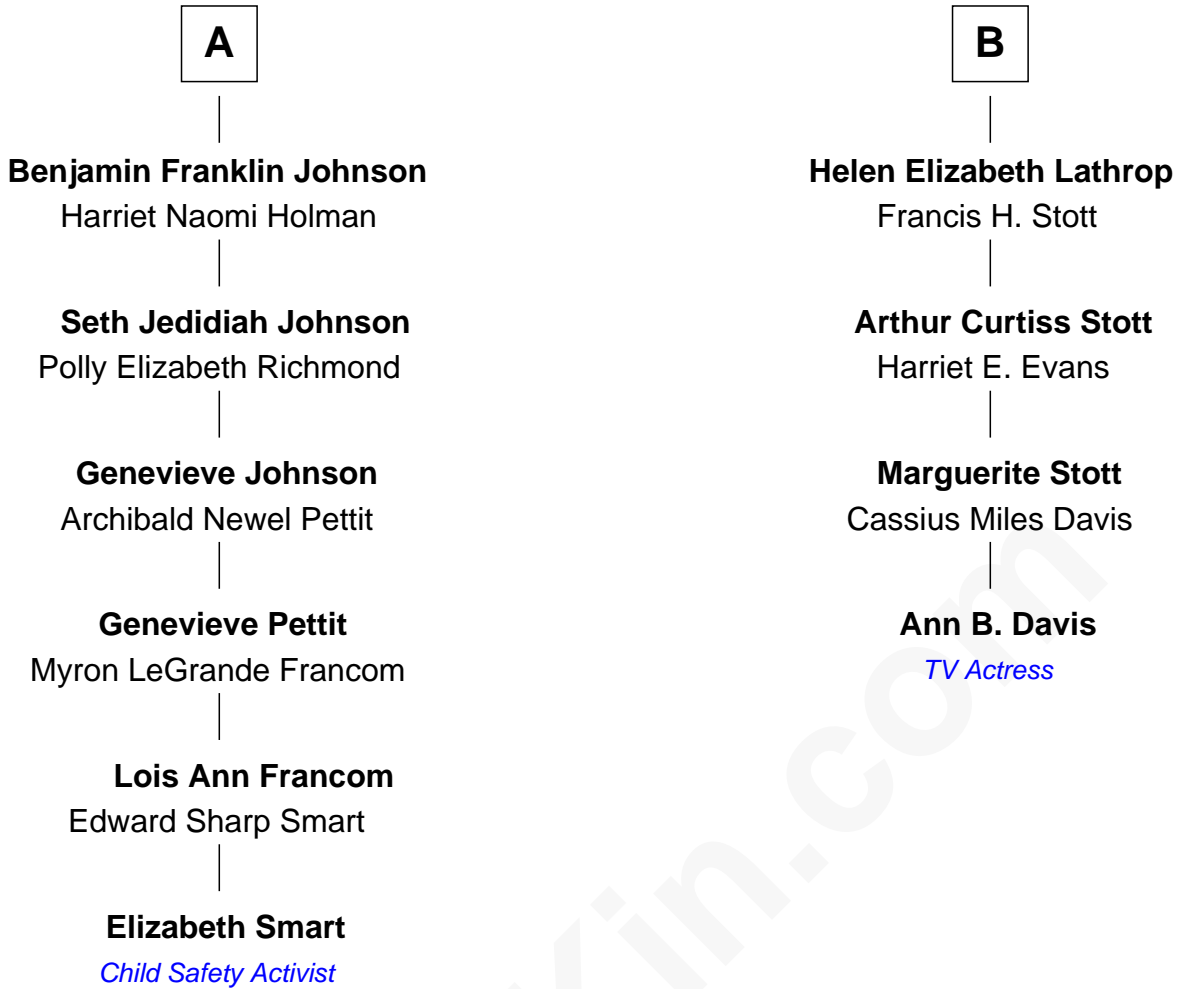 A
Benjamin Franklin Johnson
Harriet Naomi Holman
Seth Jedidiah Johnson
Polly Elizabeth Richmond
Genevieve Johnson
Archibald Newel Pettit
Genevieve Pettit
Myron LeGrande Francom
Lois Ann Francom
Edward Sharp Smart
Elizabeth Smart
Child Safety Activist
B
Helen Elizabeth Lathrop
Francis H. Stott
Arthur Curtiss Stott
Harriet E. Evans
Marguerite Stott
Cassius Miles Davis
Ann B. Davis
TV Actress
Kin.com